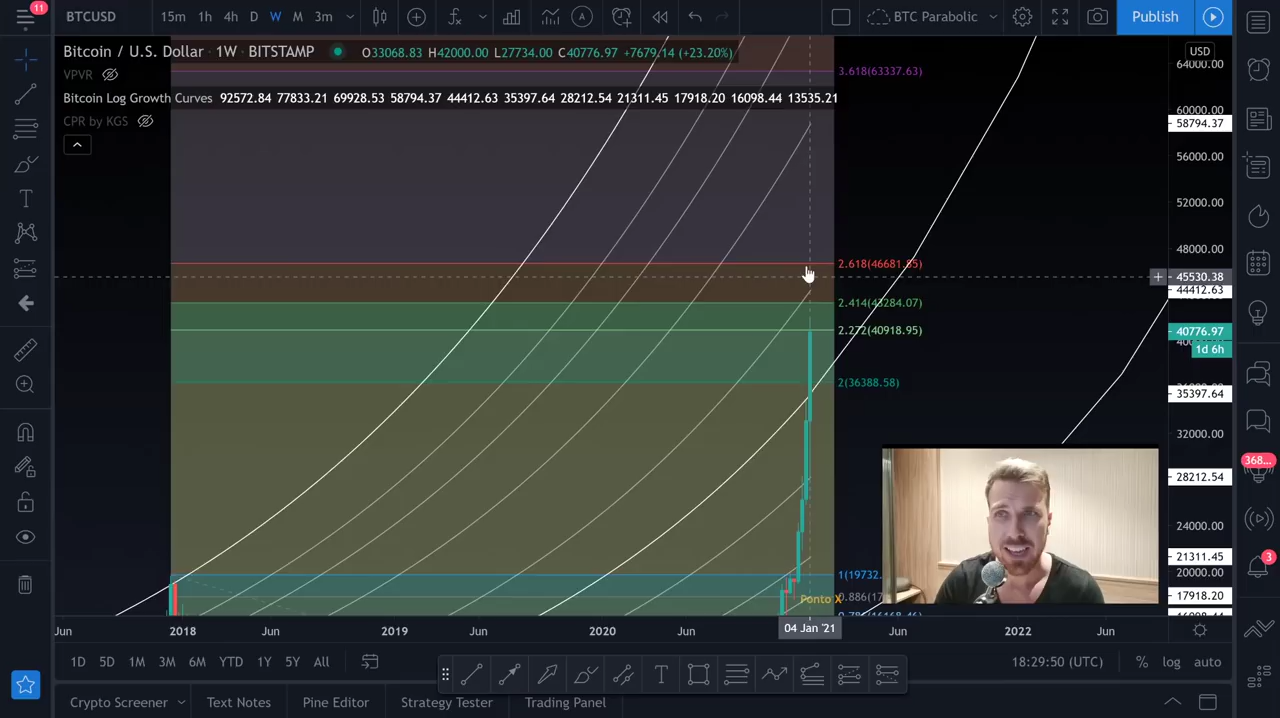 11
BTCUSD
15m 1h 4h D W M 3m
BTC Parabolic
Publish
Bitcoin / U.S. Dollar · 1W · BITSTAMP
O33068.83 H42000.00 L27734.00 C40776.97 +7679.14 (+23.20%)
VPVR
Bitcoin Log Growth Curves 92572.84 77833.21 69928.53 58794.37 44412.63 35397.64 28212.54 21311.45 17918.20 16098.44 13535.21
CPR by KGS
USD
64000.00
60000.00
58794.37
56000.00
52000.00
48000.00
45530.38
44412.63
40776.97
1d 6h
35397.64
32000.00
28212.54
24000.00
21311.45
20000.00
17918.20
3.618(63337.63)
2.618(46681.85)
2.414(43284.07)
2.272(40918.95)
2(36388.58)
1(19732.
Ponto X
368...
3
Jun 2018 Jun 2019 Jun 2020 Jun 04 Jan '21 Jun 2022 Jun
1D 5D 1M 3M 6M YTD 1Y 5Y All
18:29:50 (UTC) % log auto
Crypto Screener Text Notes Pine Editor Strategy Tester Trading Panel